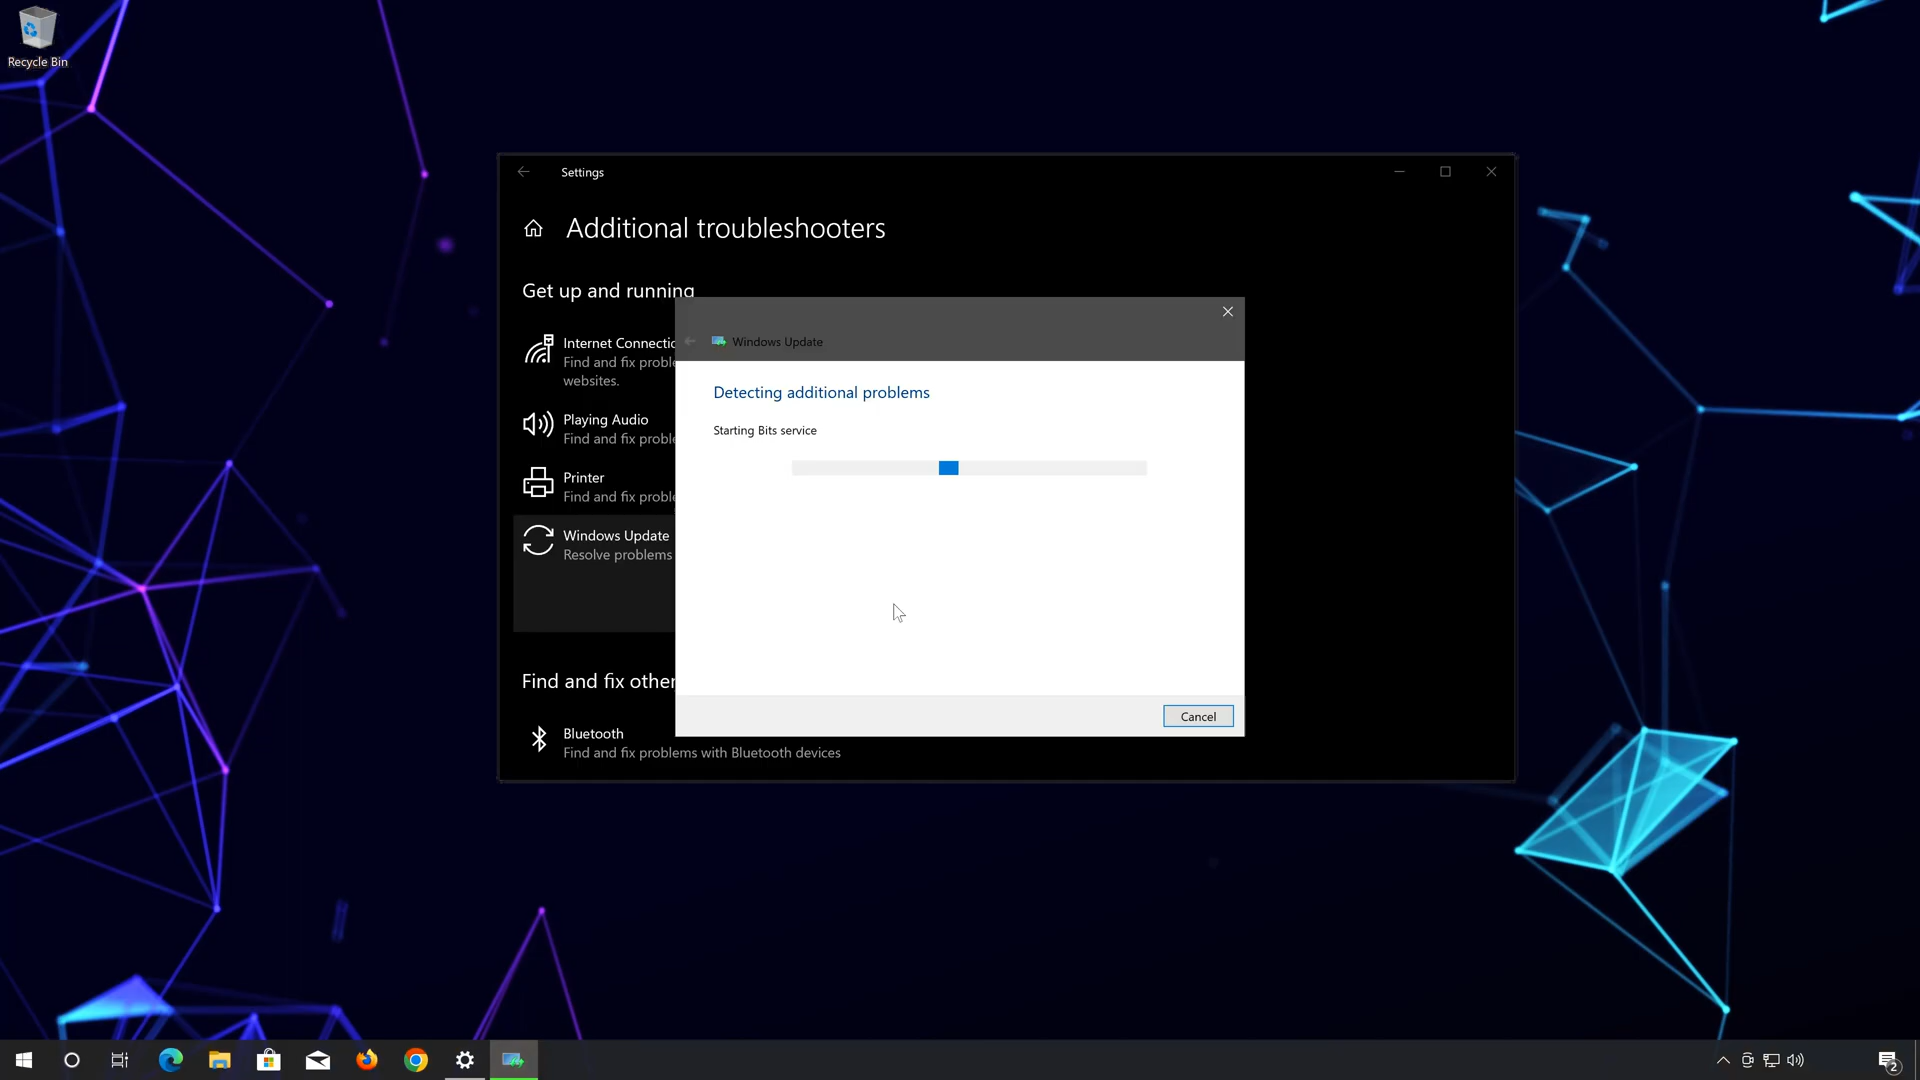 Recycle Bin
Settings
Additional troubleshooters
Get up and running
Internet Connectio
Find and fix proble
websites.
Playing Audio
Find and fix proble
Printer
Find and fix proble
Windows Update
Resolve problems
Find and fix other
Bluetooth
Find and fix problems with Bluetooth devices
Windows Update
Detecting additional problems
Starting Bits service
Cancel
2